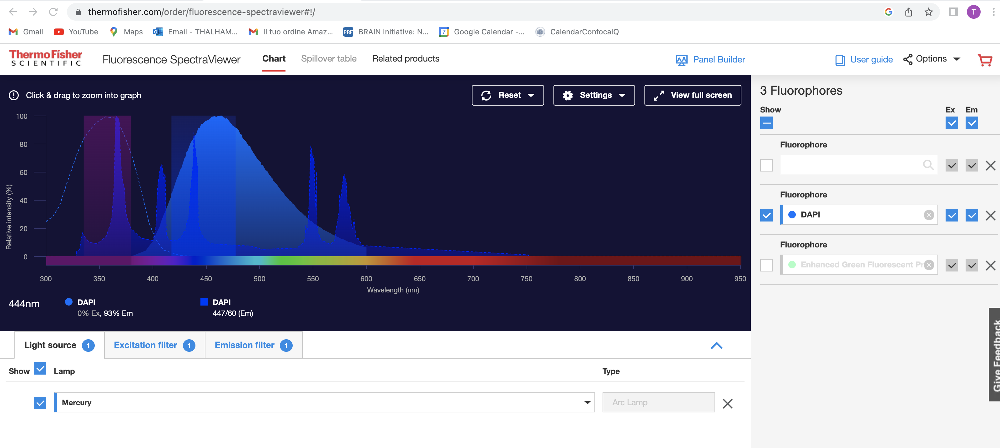 thermofisher.com/order/fluorescence-spectraviewer#!/
T
Gmail
YouTube
Maps
Email - THALHAM...
Il tuo ordine Amaz...
PRF
BRAIN Initiative: N...
7
Google Calendar -...
CalendarConfocalQ
ThermoFisher
SCIENTIFIC
Fluorescence SpectraViewer
Chart
Spillover table
Related products
Panel Builder
User guide
Options
Click & drag to zoom into graph
Reset
Settings
View full screen
100
80
60
40
20
0
Relative intensity (%)
300
350
400
450
500
550
600
650
700
750
800
850
900
950
Wavelength (nm)
444nm
DAPI
0% Ex, 93% Em
DAPI
447/60 (Em)
Light source 1
Excitation filter 1
Emission filter 1
Show
Lamp
Type
Mercury
Arc Lamp
3 Fluorophores
Show
Ex
Em
Fluorophore
Fluorophore
DAPI
Fluorophore
Enhanced Green Fluorescent Pr
Give Feedback